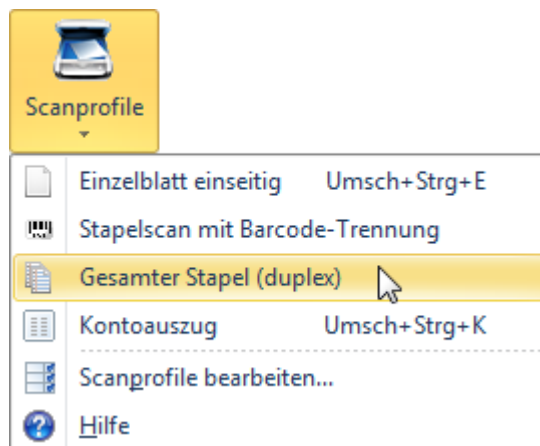 Scanprofile
Einzelblatt einseitig Umsch+Strg+E
Stapelscan mit Barcode-Trennung
Gesamter Stapel (duplex)
Kontoauszug Umsch+Strg+K
Scanprofile bearbeiten...
Hilfe